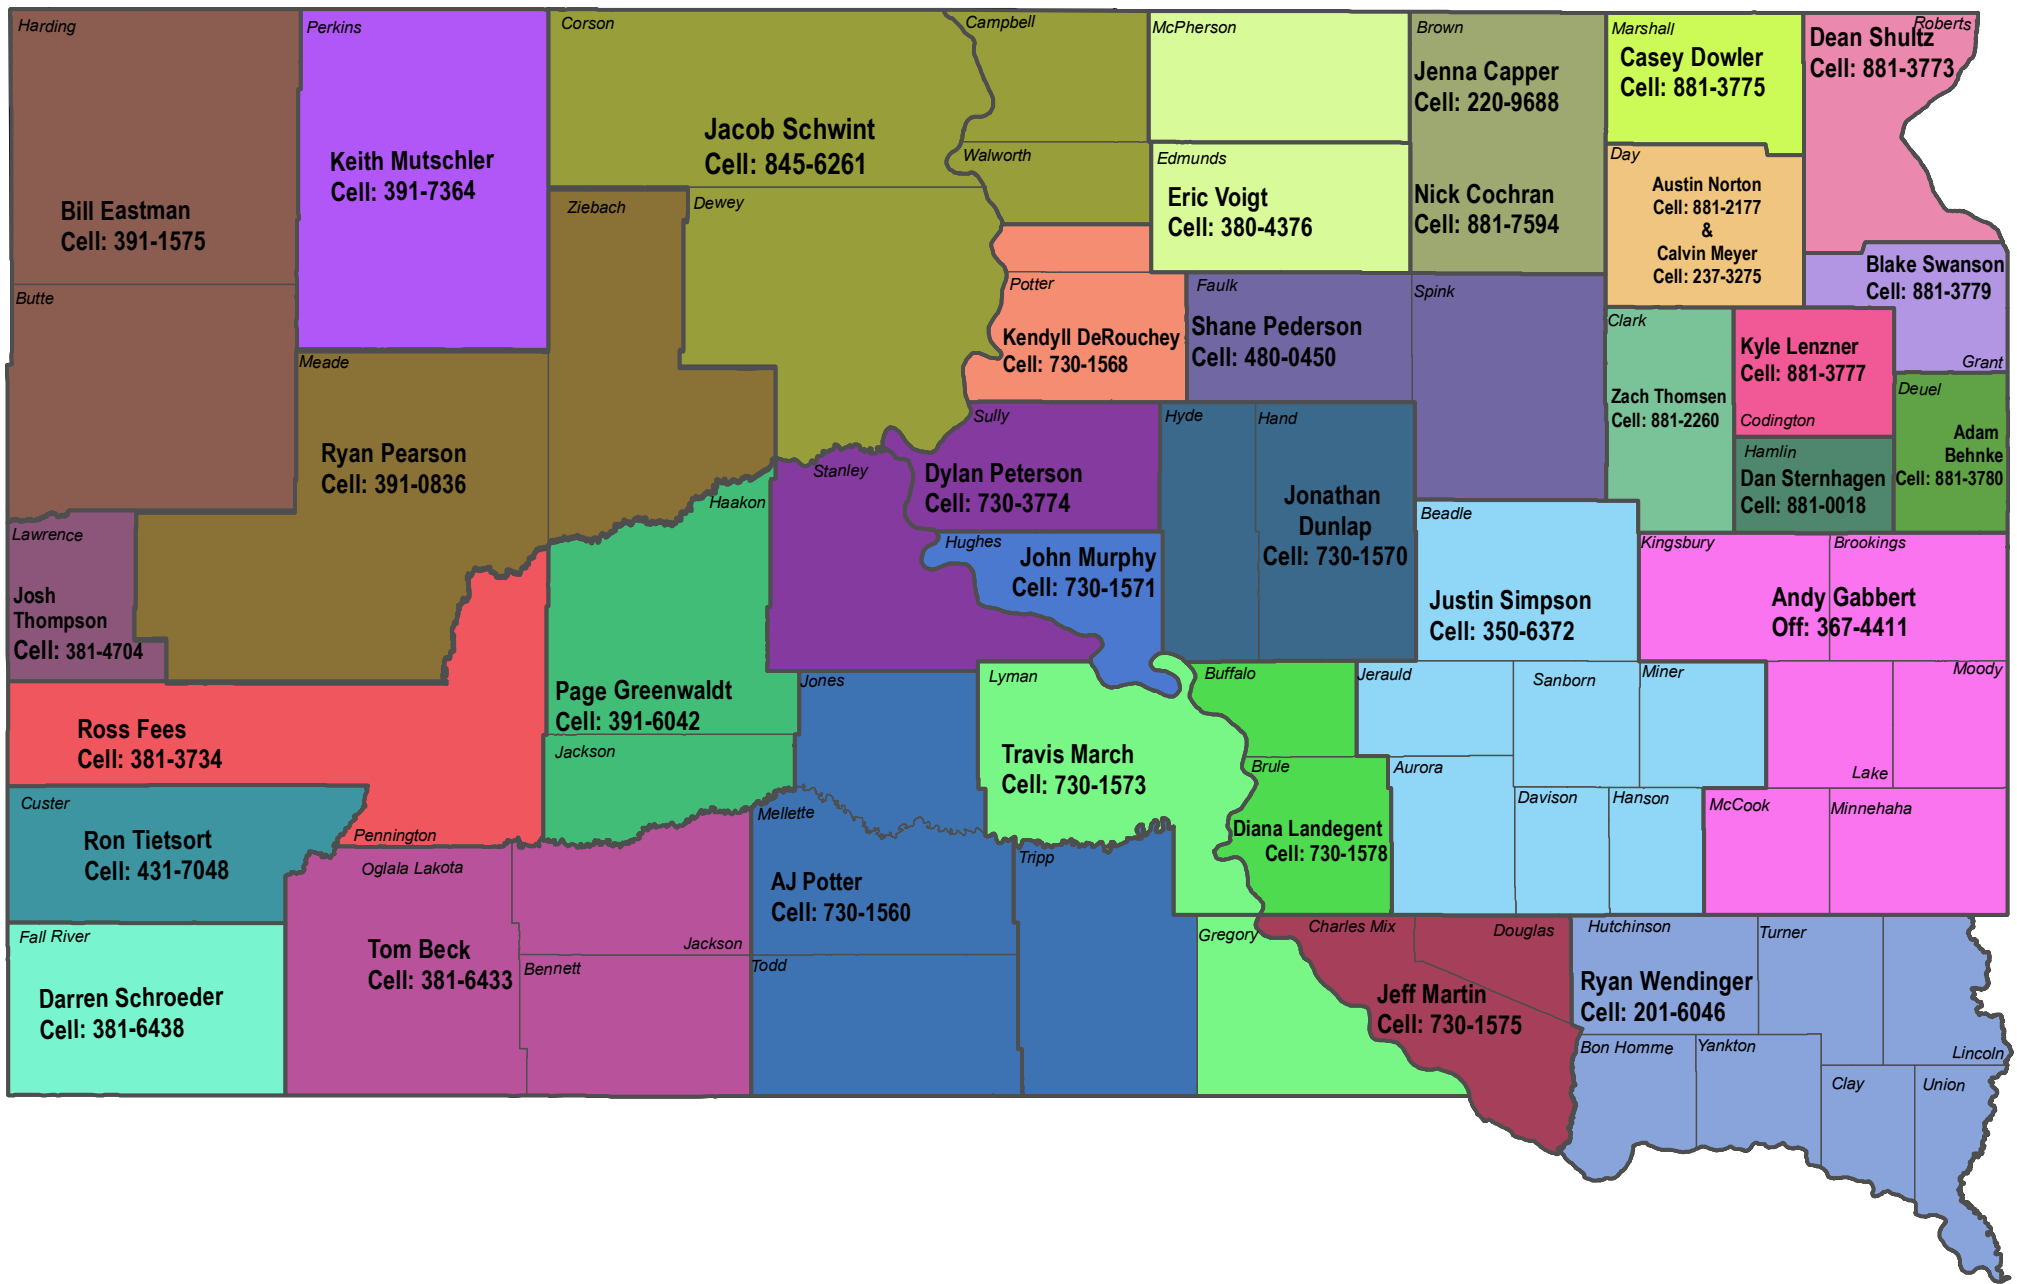 Harding
Perkins
Corson
Campbell
McPherson
Brown
Marshall
Roberts
Dean Shultz
Cell: 881-3773
Casey Dowler
Cell: 881-3775
Jenna Capper
Cell: 220-9688
Jacob Schwint
Cell: 845-6261
Keith Mutschler
Cell: 391-7364
Bill Eastman
Cell: 391-1575
Walworth
Edmunds
Eric Voigt
Cell: 380-4376
Nick Cochran
Cell: 881-7594
Day
Austin Norton
Cell: 881-2177
&
Calvin Meyer
Cell: 237-3275
Ziebach
Dewey
Blake Swanson
Cell: 881-3779
Grant
Butte
Potter
Kendyll DeRouchey
Cell: 730-1568
Faulk
Shane Pederson
Cell: 480-0450
Spink
Clark
Zach Thomsen
Cell: 881-2260
Kyle Lenzner
Cell: 881-3777
Codington
Deuel
Adam
Behnke
Cell: 881-3780
Hamlin
Dan Sternhagen
Cell: 881-0018
Meade
Ryan Pearson
Cell: 391-0836
Sully
Dylan Peterson
Cell: 730-3774
Stanley
Hyde
Hand
Jonathan
Dunlap
Cell: 730-1570
Haakon
Lawrence
Josh
Thompson
Cell: 381-4704
Hughes
John Murphy
Cell: 730-1571
Beadle
Justin Simpson
Cell: 350-6372
Kingsbury
Brookings
Andy Gabbert
Off: 367-4411
Page Greenwaldt
Cell: 391-6042
Jackson
Jones
Lyman
Travis March
Cell: 730-1573
Buffalo
Jerauld
Sanborn
Miner
Moody
Lake
Ross Fees
Cell: 381-3734
Pennington
Custer
Ron Tietsort
Cell: 431-7048
Brule
Diana Landegent
Cell: 730-1578
Aurora
Davison
Hanson
McCook
Minnehaha
Mellette
AJ Potter
Cell: 730-1560
Tripp
Oglala Lakota
Tom Beck
Cell: 381-6433
Jackson
Bennett
Todd
Fall River
Darren Schroeder
Cell: 381-6438
Gregory
Charles Mix
Douglas
Jeff Martin
Cell: 730-1575
Hutchinson
Turner
Ryan Wendinger
Cell: 201-6046
Lincoln
Bon Homme
Yankton
Clay
Union